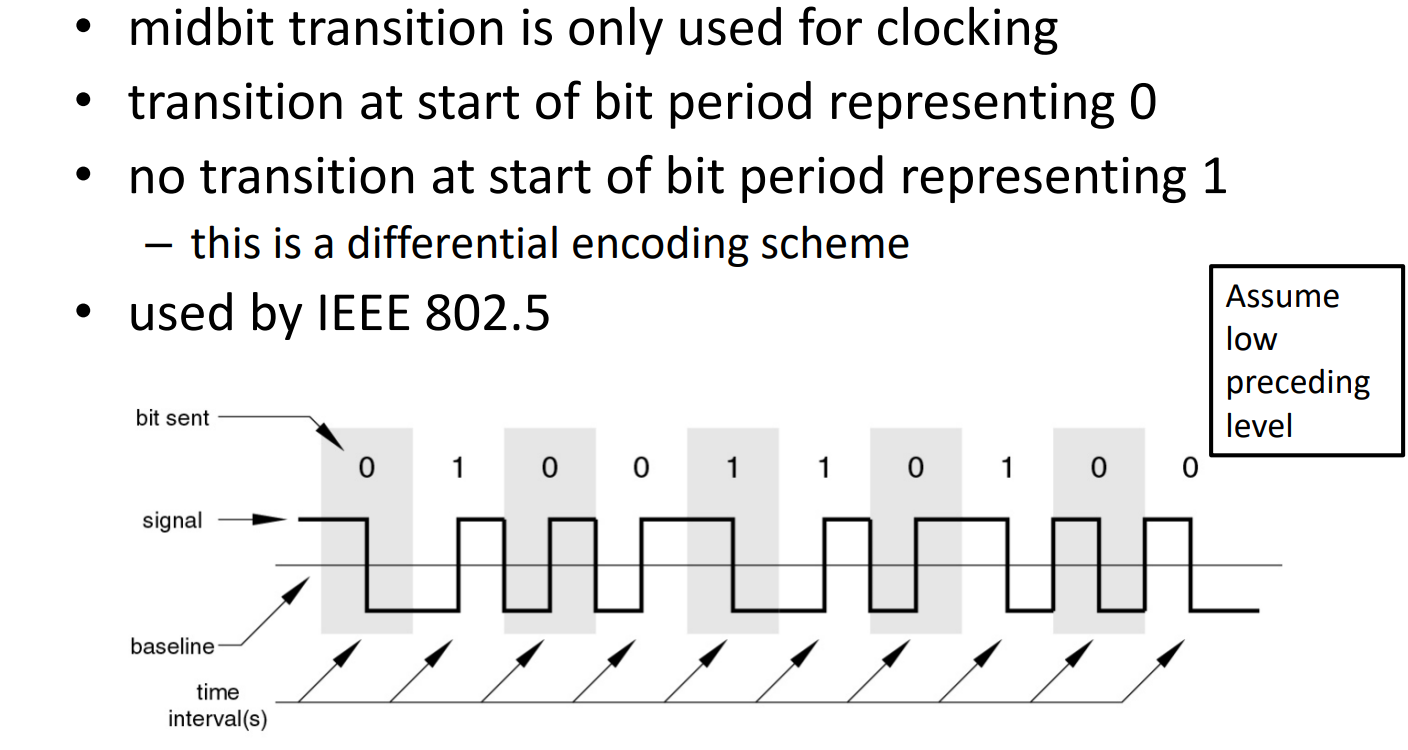 • midbit transition is only used for clocking
• transition at start of bit period representing 0
• no transition at start of bit period representing 1
– this is a differential encoding scheme
• used by IEEE 802.5
Assume
low
preceding
level
bit sent
0 1 0 0 1 1 0 1 0 0
signal
baseline
time
interval(s)